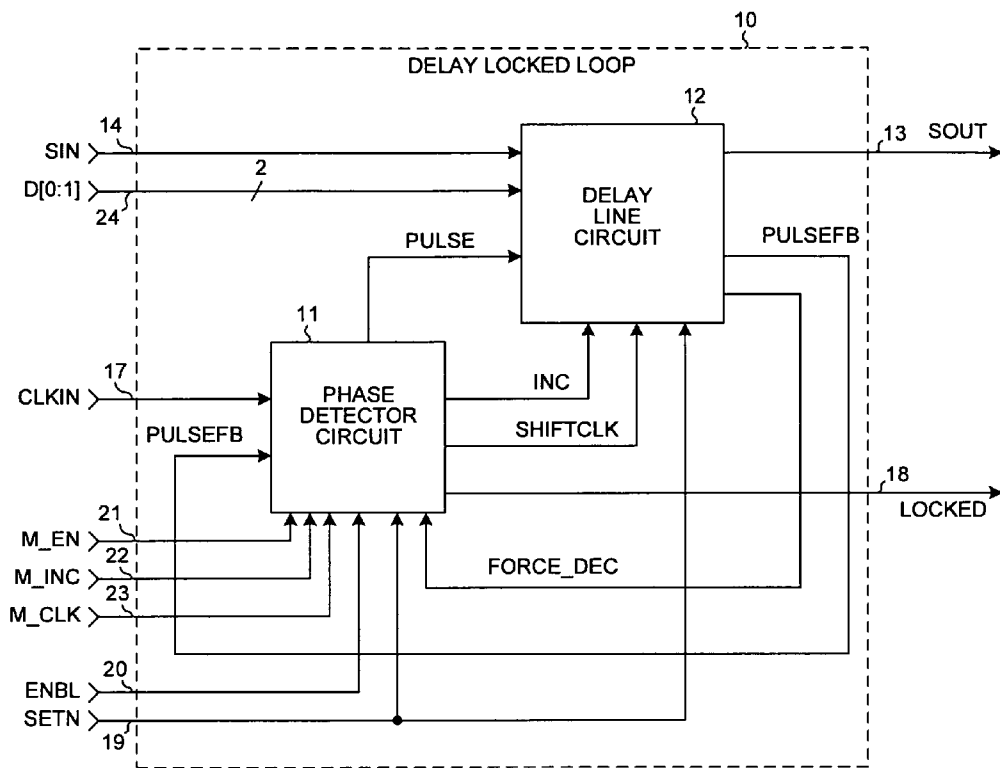 10
DELAY LOCKED LOOP
12
14
SIN
13
SOUT
D[0:1]
24
2
DELAY
LINE
CIRCUIT
PULSE
PULSEFB
11
17
CLKIN
PHASE
DETECTOR
CIRCUIT
INC
PULSEFB
SHIFTCLK
18
LOCKED
21
M_EN
22
M_INC
23
M_CLK
FORCE_DEC
20
ENBL
SETN
19